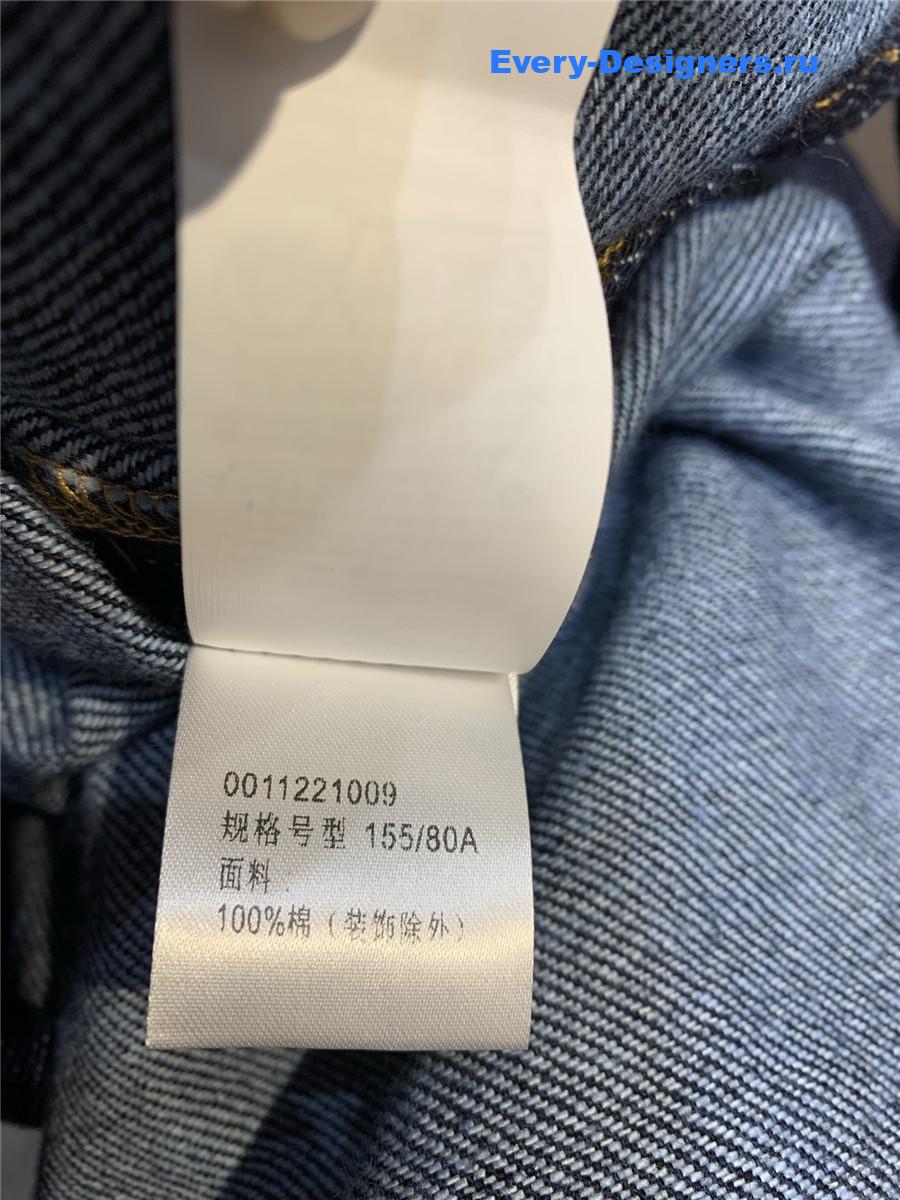 Every-Designers.ru
0011221009
规格号型 155/80A
面料:
100%棉（装饰除外）